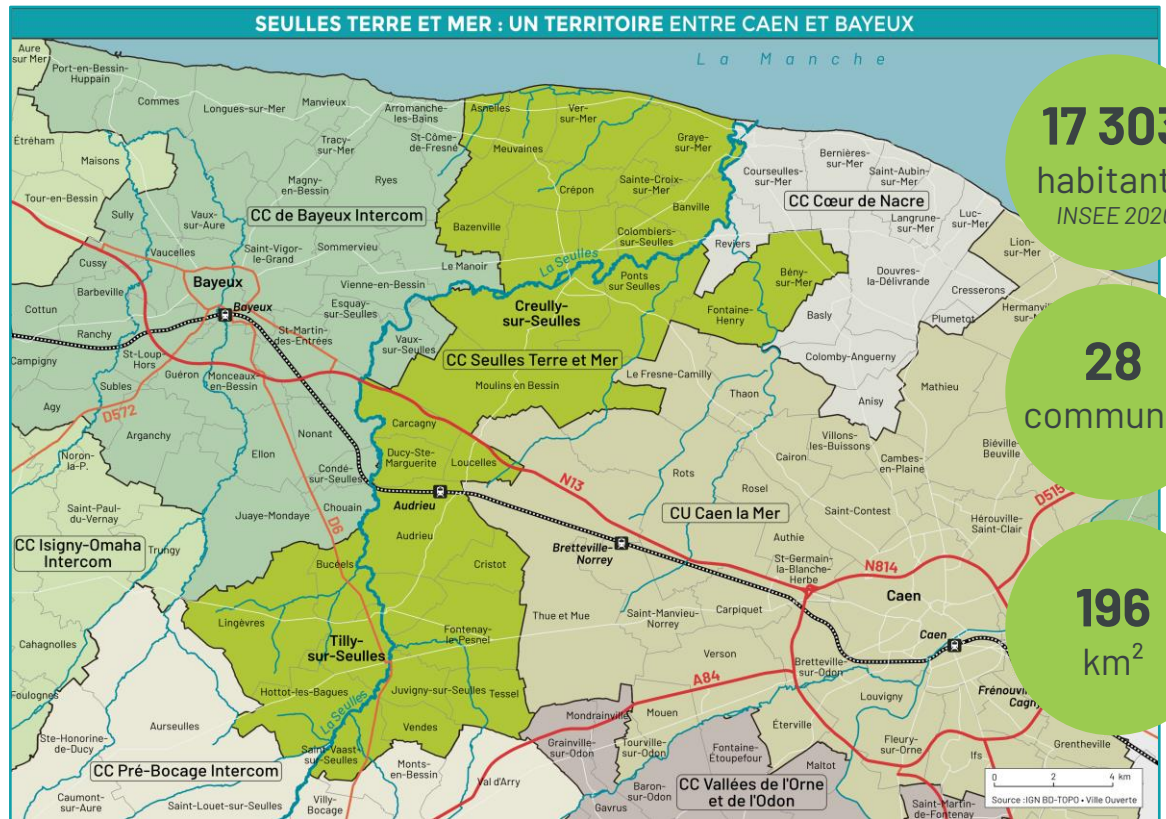 SEULLES TERRE ET MER : UN TERRITOIRE ENTRE CAEN ET BAYEUX
La Manche
17 303
habitant
INSEE 2020
28
commun
196
km²
Aure
sur Mer
Port-en-Bessin-
Huppain
Commes
Longues-sur-Mer
Manvieux
Arromanche-
les-Bains
Tracy-
sur-Mer
St-Côme-
de-Fresné
Étréham
Maisons
Magny-
en-Bessin
Ryes
Tour-en-Bessin
Sully
Vaux-
sur-Aure
CC de Bayeux Intercom
Vaucelles
Saint-Vigor-
le-Grand
Sommervieu
Cussy
Le Manoir
Barbeville
Bayeux
Bayeux
Vienne-en-Bessin
Cottun
Esquay-
sur-Seulles
Ranchy
St-Martin-
des-Entrées
Vaux-
sur-Seulles
Campigny
St-Loup-
Hors
Guéron
Monceaux-
en-Bessin
Subles
Agy
D572
Arganchy
Nonant
Ellon
Noron-
la-P.
Condé-
sur-Seulles
Chouain
Juaye-Mondaye
D6
Saint-Paul
du-Vernay
CC Isigny-Omaha
Intercom
Trungy
Asnelles
Ver-
sur-Mer
Meuvaines
Graye-
sur-Mer
Crépon
Sainte-Croix-
sur-Mer
Banville
Bazenville
Colombiers-
sur-Seulles
La Seulles
Ponts
sur Seulles
Creully-
sur-Seulles
CC Seulles Terre et Mer
Moulins en Bessin
Fontaine-
Henry
Bény-
sur-Mer
Carcagny
Ducy-Ste-
Marguerite
Loucelles
Audrieu
Audrieu
Cristot
Bucéels
Lingèvres
Tilly-
sur-Seulles
Fontenay-
le-Pesnel
Hottot-les-Bagues
Juvigny-sur-Seulles
Tessel
La Seulles
Vendes
Saint-Vaast
sur-Seulles
Courseulles-
sur-Mer
Bernières-
sur-Mer
Saint-Aubin-
sur-Mer
CC Cœur de Nacre
Langrune-
sur-Mer
Luc-
sur-Mer
Reviers
Lion-
sur-Mer
Douvres-
la-Délivrande
Cresserons
Basly
Plumetot
Hermanville-
Colomby-Anguerny
Anisy
Mathieu
Le Fresne-Camilly
Thaon
Villons-
les-Buissons
Cairon
Cambes-
en-Plaine
Biéville-
Beuville
Rots
Rosel
N13
D515
CU Caen la Mer
Saint-Contest
Hérouville-
Saint-Clair
Authie
Bretteville-
Norrey
St-Germain-
la-Blanche-
Herbe
N814
Caen
Thue et Mue
Saint-Manvieu-
Norrey
Carpiquet
Caen
Verson
Bretteville-
sur-Odon
A84
Louvigny
Frénouville
Cagny
Mondrainville
Mouen
Éterville
Fleury-
sur-Orne
Ifs
Grentheville
Grainville-
sur-Odon
Tourville-
sur-Odon
Fontaine-
Étoupefour
Maltot
Baron-
sur-Odon
CC Vallées de l'Orne
et de l'Odon
Gavrus
Saint-Martin-
de-Fontenay
Cahagnolles
Foulognes
Ste-Honorine-
de-Ducy
Aurseulles
CC Pré-Bocage Intercom
Caumont-
sur-Aure
Saint-Louet-sur-Seulles
Villy-
Bocage
Monts-
en-Bessin
Val d'Arry
0 2 4 km
Source : IGN BD-TOPO • Ville Ouverte